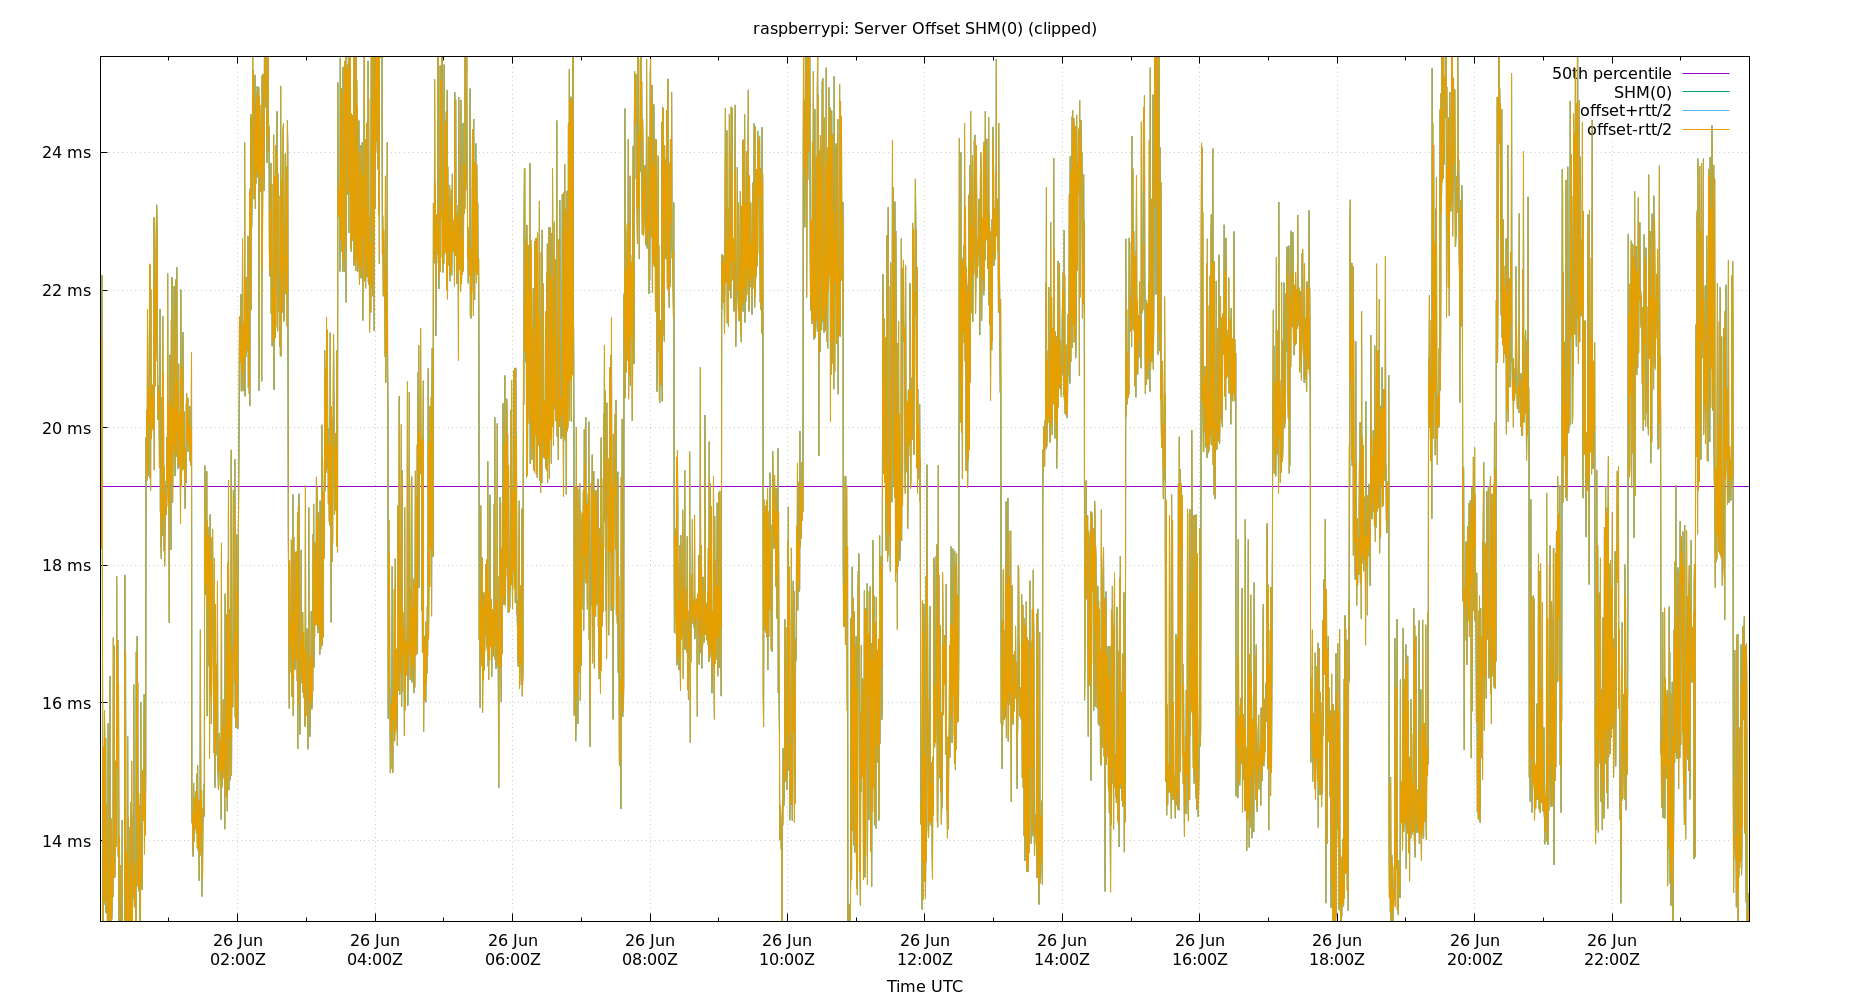 raspberrypi: Server Offset SHM(0) (clipped)
50th percentile
SHM(0)
offset+rtt/2
offset-rtt/2
24 ms
22 ms
20 ms
18 ms
16 ms
14 ms
26 Jun 26 Jun 26 Jun 26 Jun 26 Jun 26 Jun 26 Jun 26 Jun 26 Jun 26 Jun 26 Jun
02:00Z 04:00Z 06:00Z 08:00Z 10:00Z 12:00Z 14:00Z 16:00Z 18:00Z 20:00Z 22:00Z
Time UTC